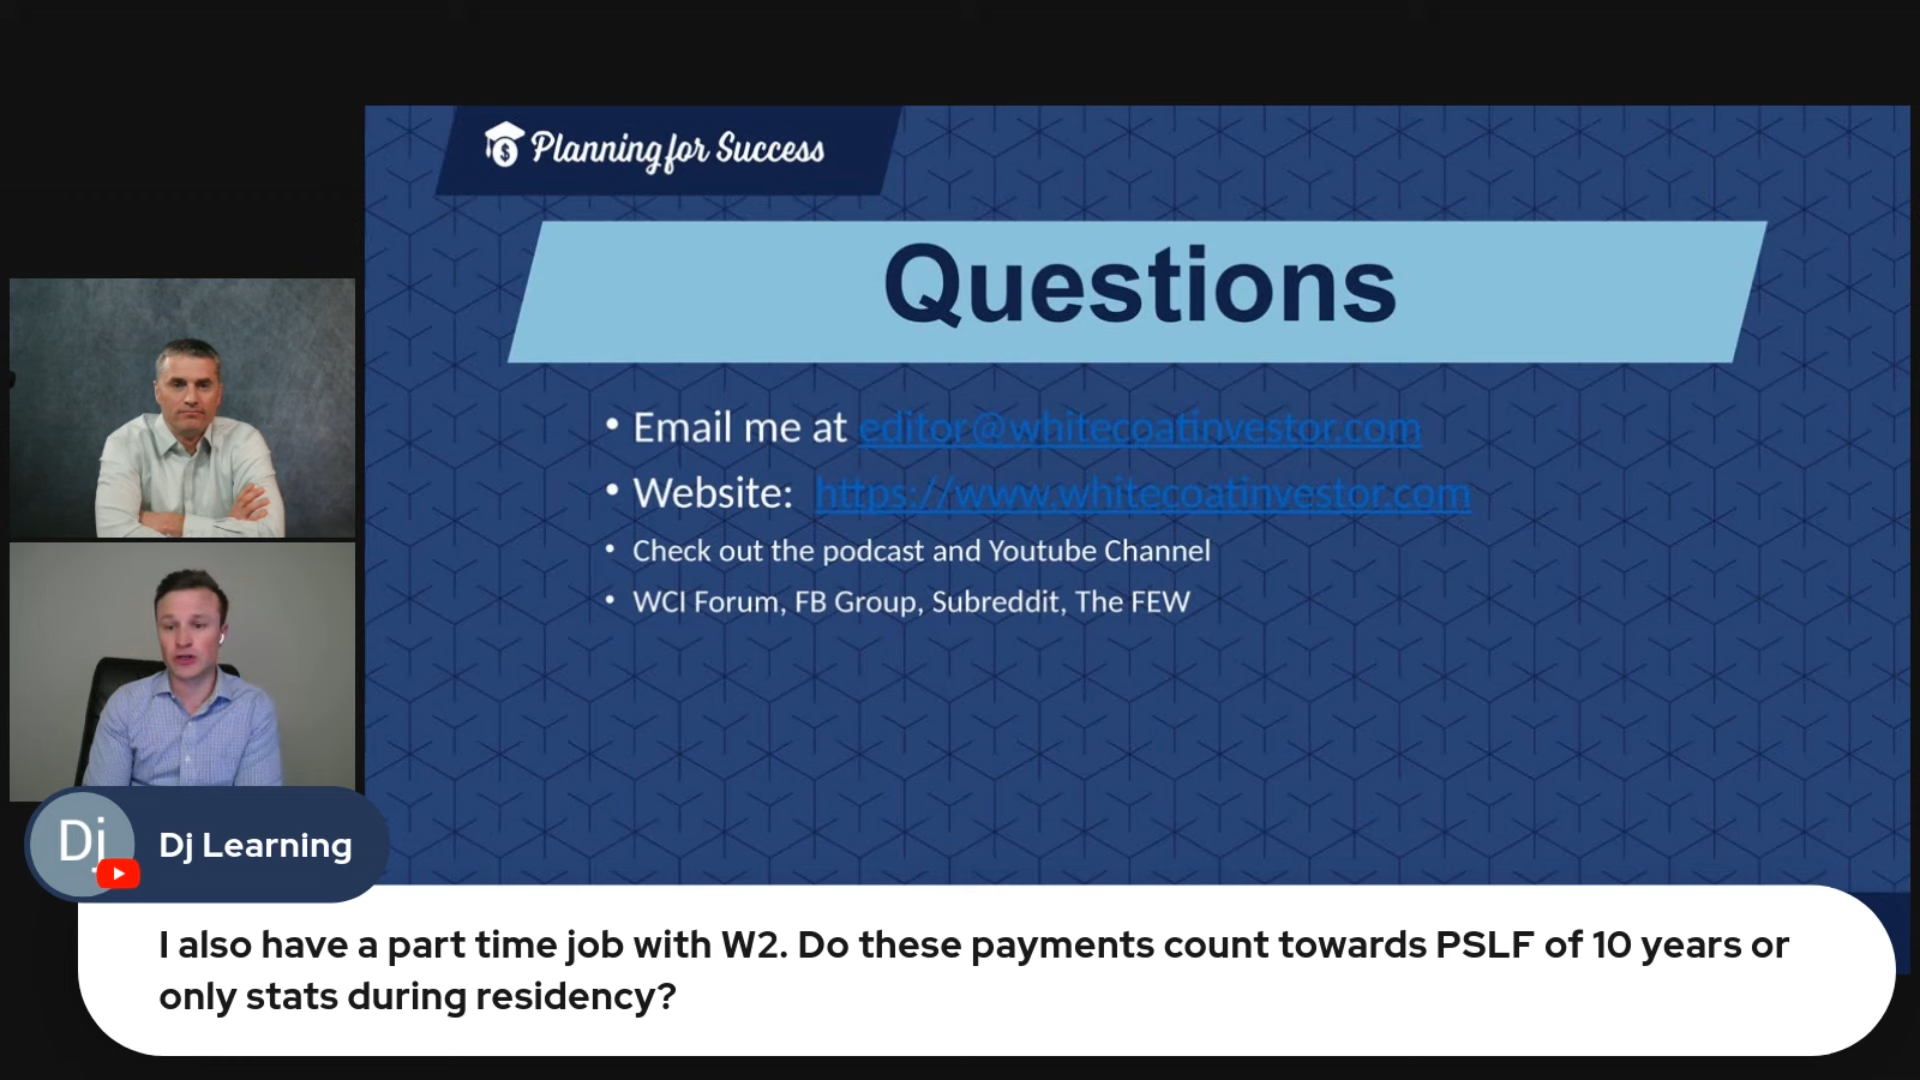 Planning for Success
Questions
• Email me at editor@whitecoatinvestor.com
• Website: https://www.whitecoatinvestor.com
• Check out the podcast and Youtube Channel
• WCI Forum, FB Group, Subreddit, The FEW
Dj
Dj Learning
I also have a part time job with W2. Do these payments count towards PSLF of 10 years or
only stats during residency?